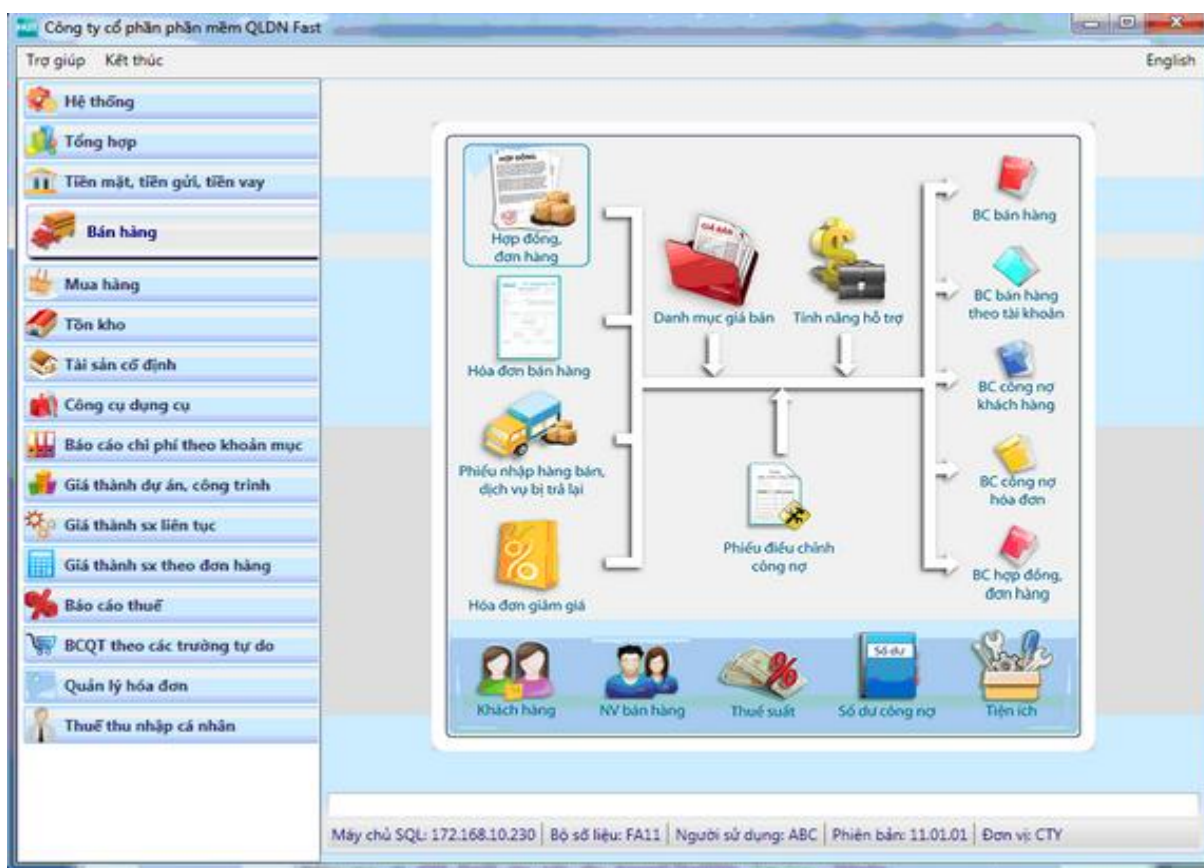 Công ty cổ phần phần mềm QLDN Fast
Trợ giúp Kết thúc English
Hệ thống
Tổng hợp
Tiền mặt, tiền gửi, tiền vay
Bán hàng
Mua hàng
Tồn kho
Tài sản cố định
Công cụ dụng cụ
Báo cáo chi phí theo khoản mục
Giá thành dự án, công trình
Giá thành sx liên tục
Giá thành sx theo đơn hàng
Báo cáo thuế
BCQT theo các trường tự do
Quản lý hóa đơn
Thuế thu nhập cá nhân
HỢP ĐỒNG
Hợp đồng,
đơn hàng
Hóa đơn bán hàng
Phiếu nhập hàng bán,
dịch vụ bị trả lại
Hóa đơn giảm giá
GIÁ BÁN
Danh mục giá bán
Tính năng hỗ trợ
Phiếu điều chỉnh
công nợ
BC bán hàng
BC bán hàng
theo tài khoản
BC công nợ
khách hàng
BC công nợ
hóa đơn
BC hợp đồng,
đơn hàng
Khách hàng
NV bán hàng
Thuế suất
Số dư
Số dư công nợ
Tiện ích
Máy chủ SQL: 172.168.10.230 Bộ số liệu: FA11 Người sử dụng: ABC Phiên bản: 11.01.01 Đơn vị: CTY